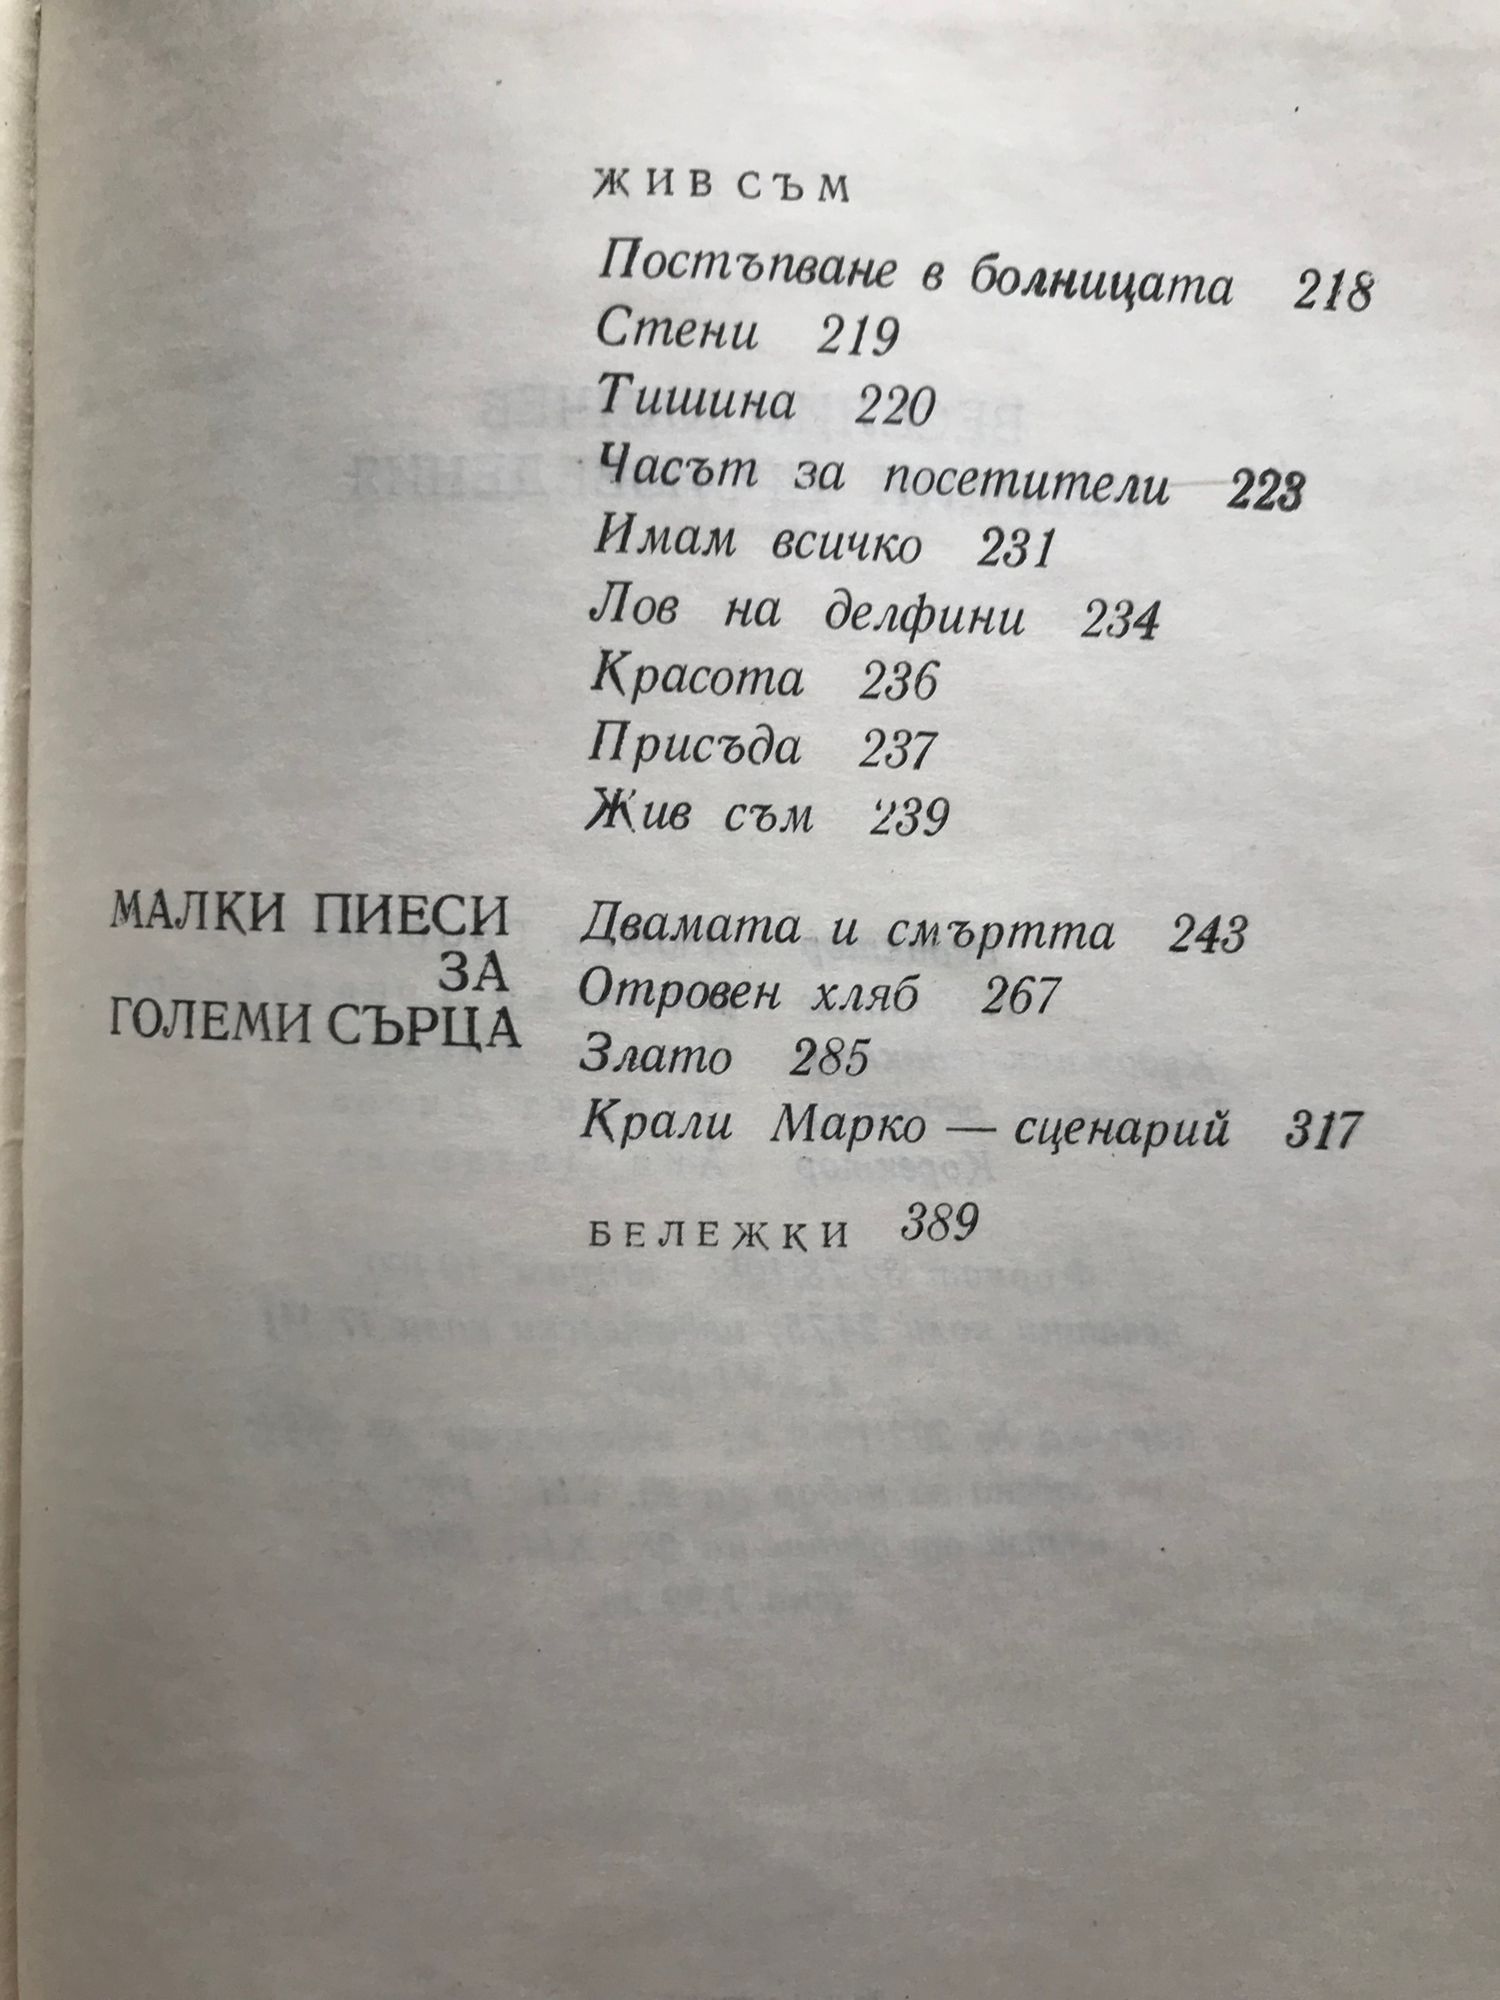 ЖИВ СЪМ
Постъпване в болницата 218
Стени 219
Тишина 220
Часът за посетители 223
Имам всичко 231
Лов на делфини 234
Красота 236
Присъда 237
Жив съм 239
МАЛКИ ПИЕСИ
ЗА
ГОЛЕМИ СЪРЦА
Двамата и смъртта 243
Отровен хляб 267
Злато 285
Крали Марко — сценарий 317
БЕЛЕЖКИ 389